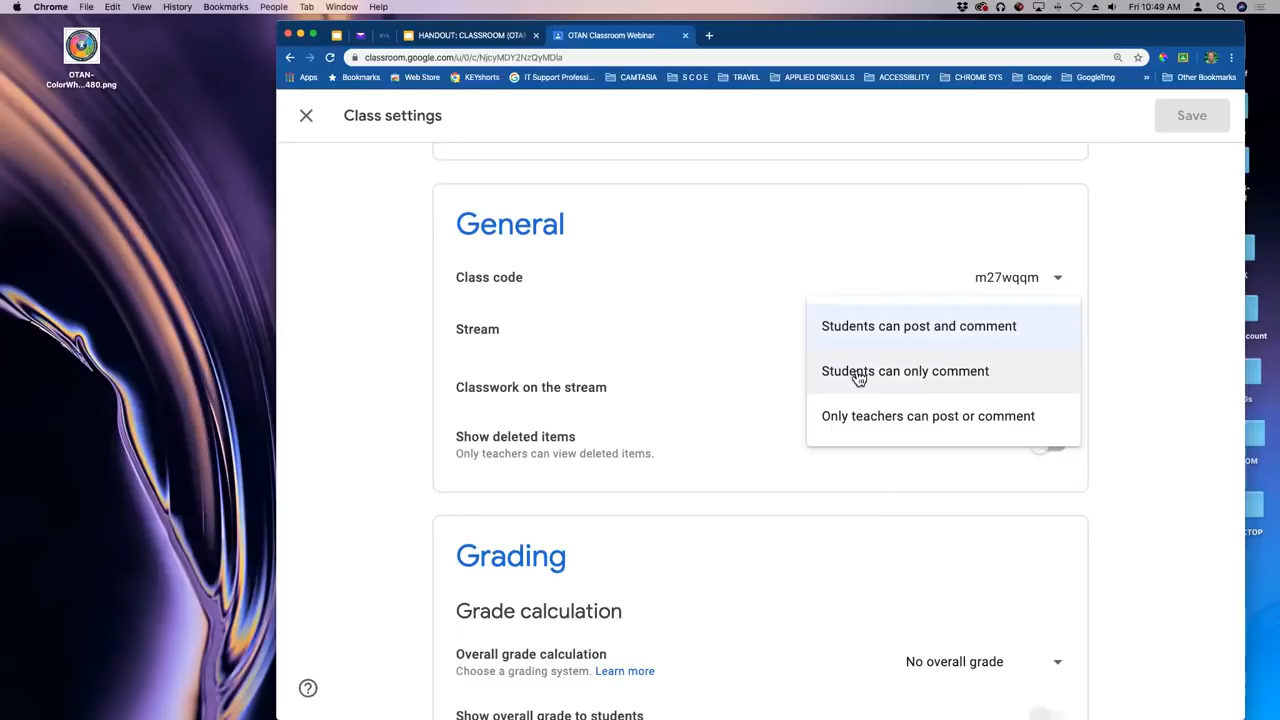 Chrome File Edit View History Bookmarks People Tab Window Help
Fri 10:49 AM
HANDOUT: CLASSROOM (OTAN
OTAN Classroom Webinar
classroom.google.com/u/0/c/NjcyMDY2NzQyMDla
Apps Bookmarks Web Store KEYshorts IT Support Professi... CAMTASIA S C O E TRAVEL APPLIED DIG'SKILLS ACCESSIBLITY CHROME SYS Google GoogleTrng » Other Bookmarks
OTAN-
ColorWh...480.png
Class settings
Save
General
Class code
m27wqqm
Stream
Students can post and comment
Students can only comment
Only teachers can post or comment
Classwork on the stream
Show deleted items
Only teachers can view deleted items.
Grading
Grade calculation
Overall grade calculation
Choose a grading system. Learn more
No overall grade
Show overall grade to students
count
Gs
OM
KTOP